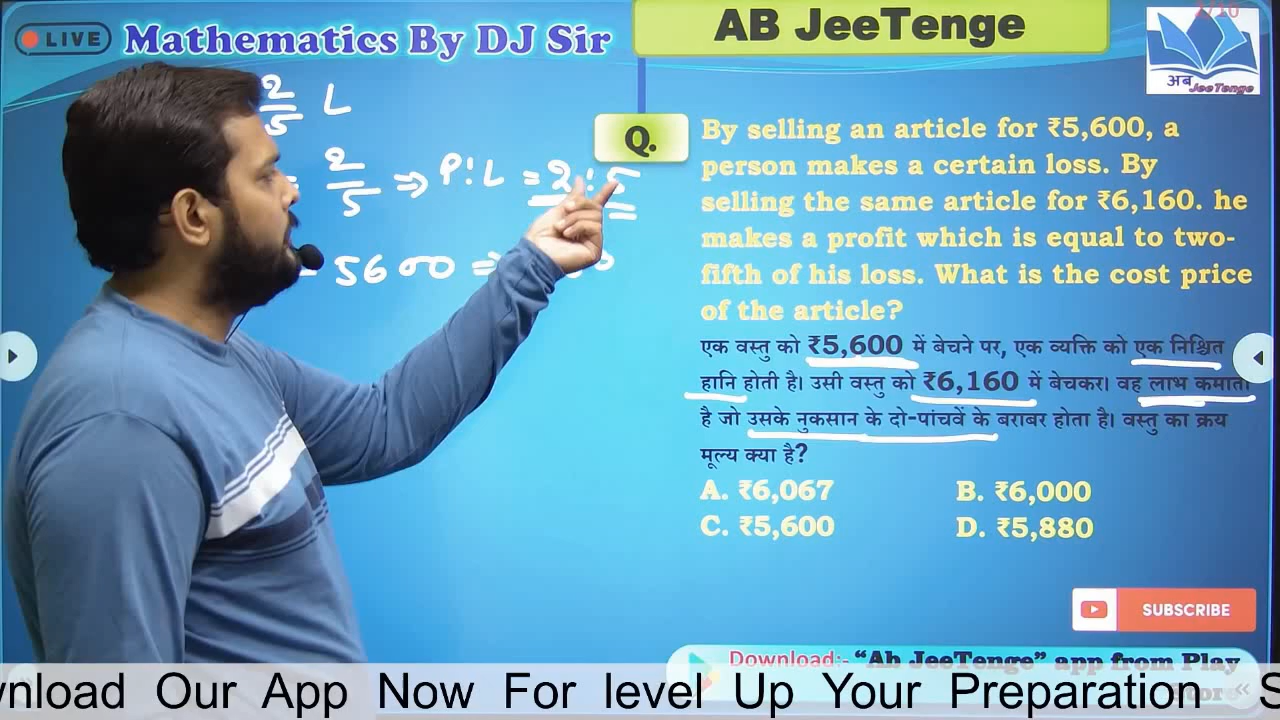 LIVE
Mathematics By DJ Sir
AB JeeTenge
अब JeeTenge
2/5 L
2/5 ⇒ P:L = 2:5
5600 ⇒
Q.
By selling an article for ₹5,600, a
person makes a certain loss. By
selling the same article for ₹6,160. he
makes a profit which is equal to two-
fifth of his loss. What is the cost price
of the article?
एक वस्तु को ₹5,600 में बेचने पर, एक व्यक्ति को एक निश्चित
हानि होती है। उसी वस्तु को ₹6,160 में बेचकर। वह लाभ कमाता
है जो उसके नुकसान के दो-पांचवें के बराबर होता है। वस्तु का क्रय
मूल्य क्या है?
A. ₹6,067 B. ₹6,000
C. ₹5,600 D. ₹5,880
SUBSCRIBE
Download:- “Ab JeeTenge” app from Play
Store
wnload Our App Now For level Up Your Preparation S